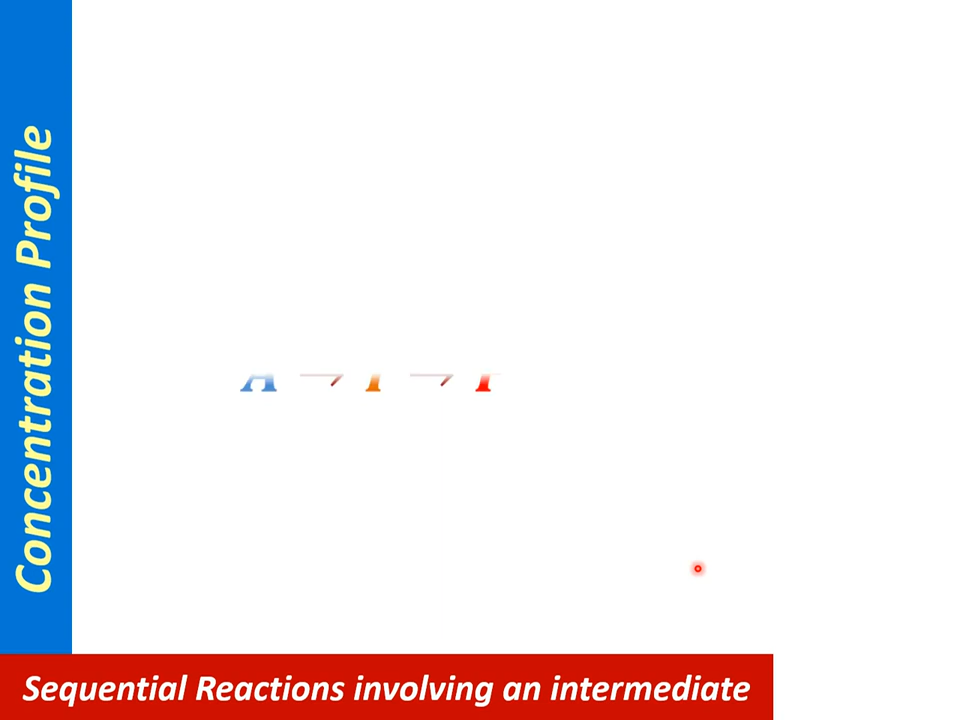 Concentration Profile
A → I →
Sequential Reactions involving an intermediate